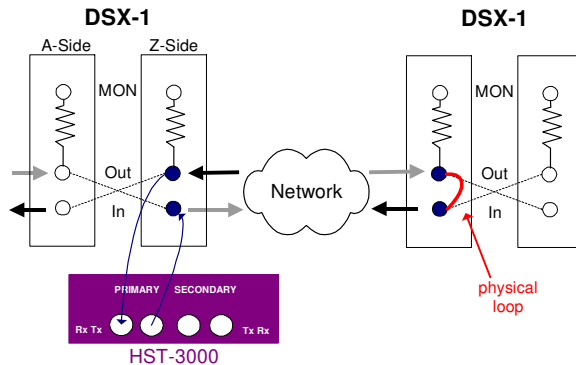 DSX-1
DSX-1
A-Side
Z-Side
MON
MON
Out
Out
Network
In
In
physical
loop
PRIMARY SECONDARY
Rx Tx
Tx Rx
HST-3000